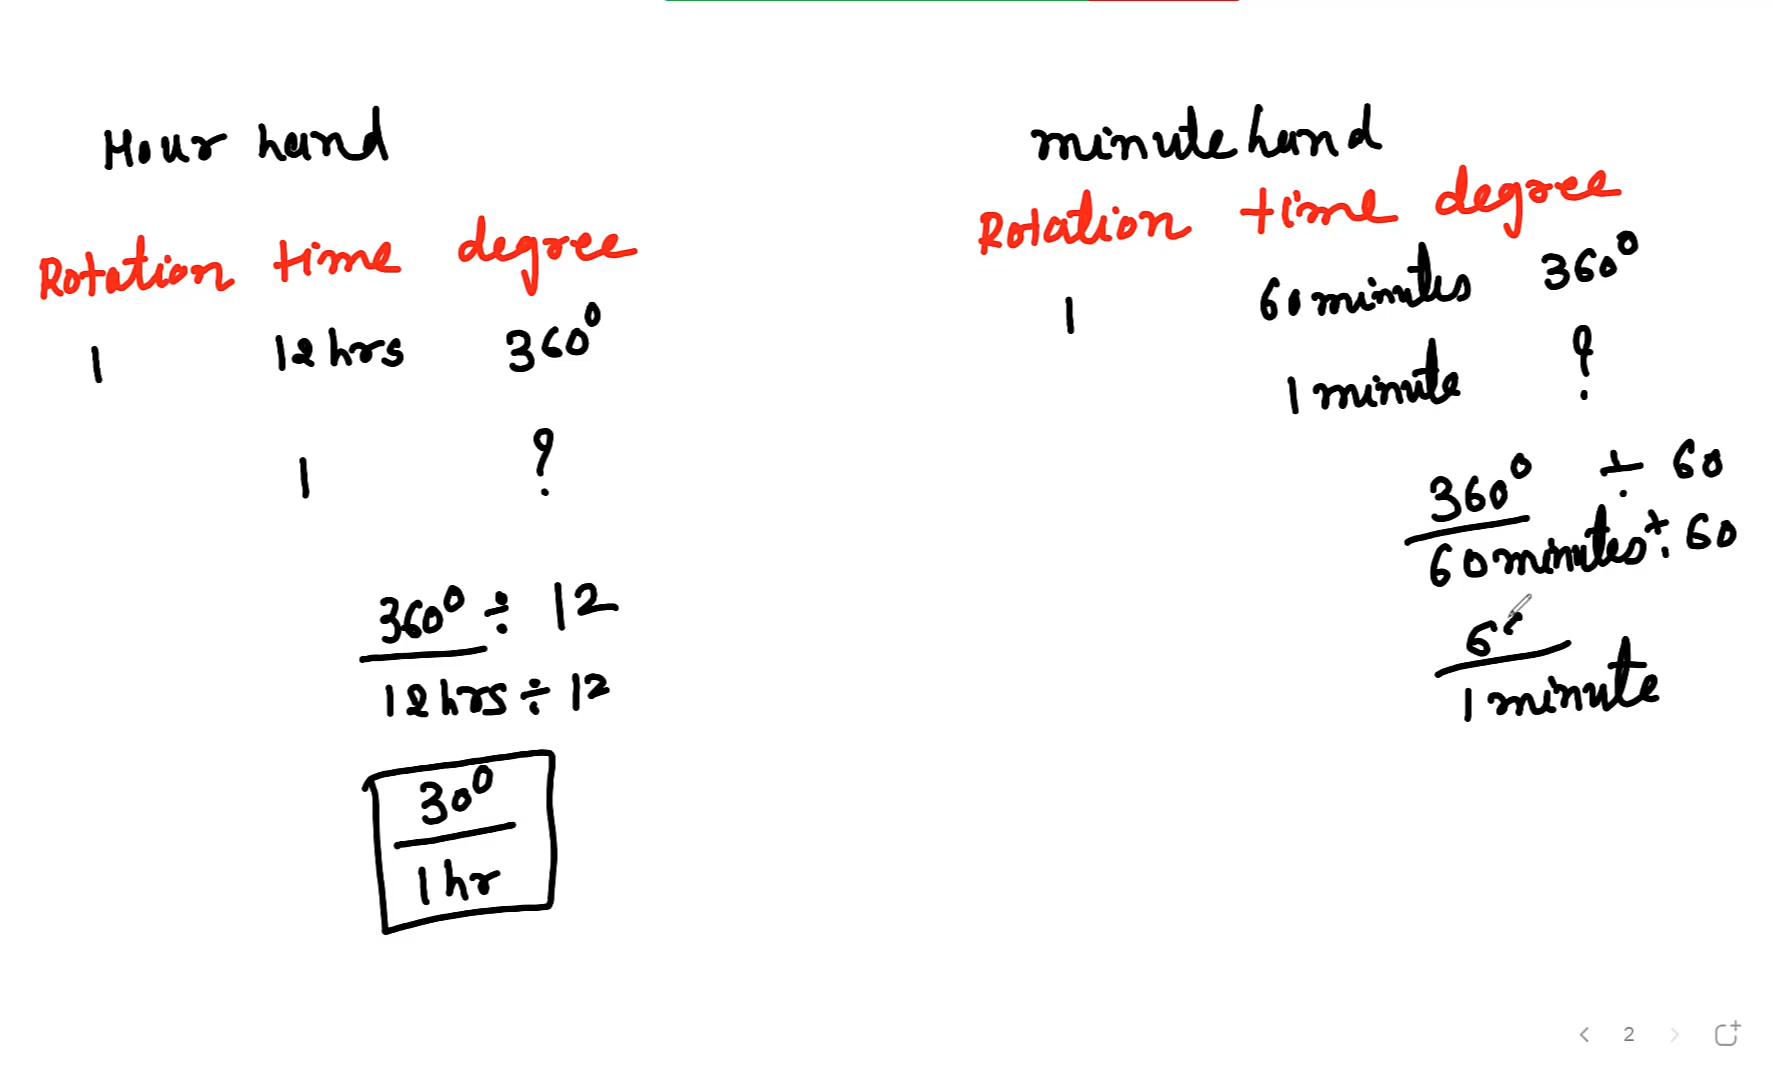 Hour hand
Rotation time degree
1 12 hrs 360°
1 ?
360° ÷ 12
12 hrs ÷ 12
30°
1 hr
minute hand
Rotation time degree
1 60 minutes 360°
1 minute ?
360° ÷ 60
60 minutes ÷ 60
6°
1 minute
2